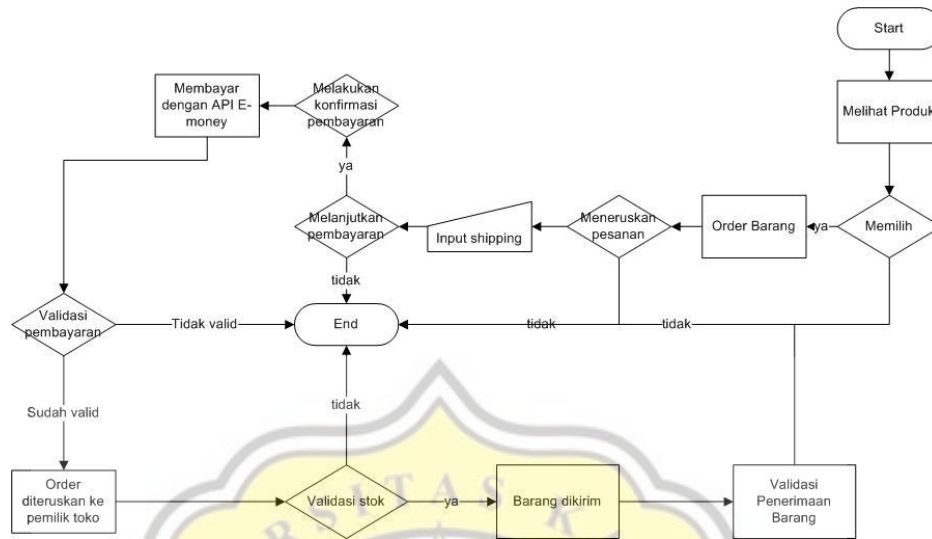 Start
Membayar
dengan API E-
money
Melakukan
konfirmasi
pembayaran
Melihat Produk
ya
Melanjutkan
pembayaran
Input shipping
Meneruskan
pesanan
Order Barang
ya
Memilih
tidak
Validasi
pembayaran
Tidak valid
End
tidak
tidak
Sudah valid
tidak
Order
diteruskan ke
pemilik toko
Validasi stok
ya
Barang dikirim
Validasi
Penerimaan
Barang
RSITAS K